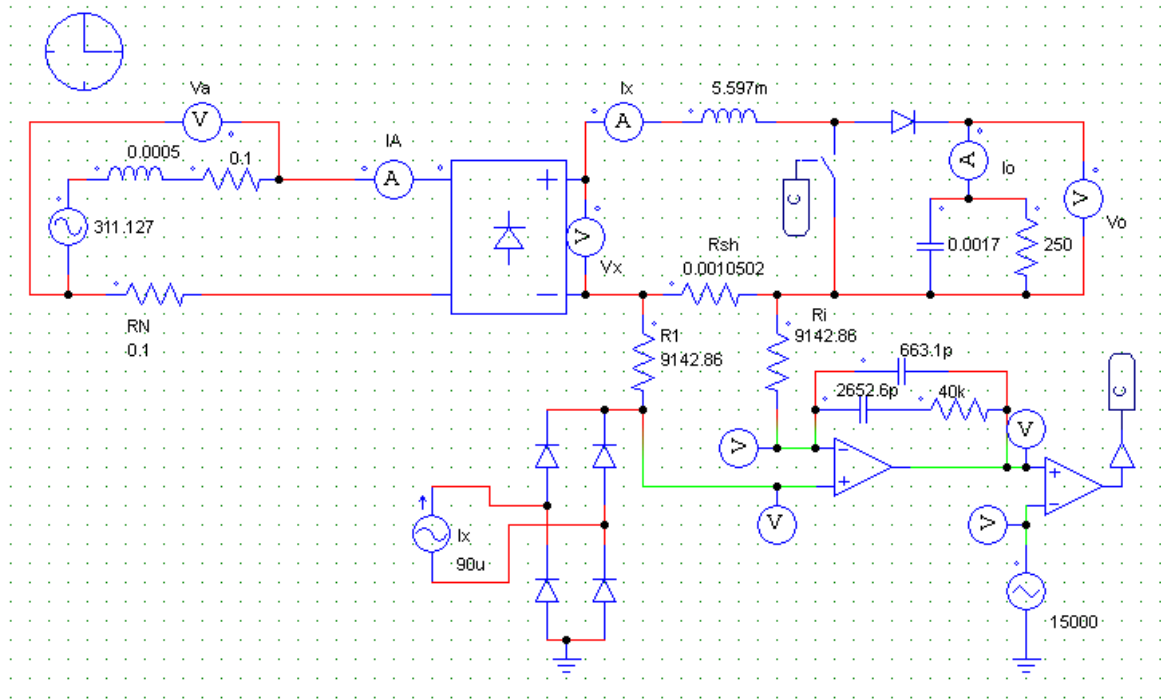 Va
0.0005
0.1
V
IA
A
311.127
RN
0.1
+
−
V
Vx
Ix
A
5.597m
C
Rsh
0.0010502
A
Io
0.0017
250
V
Vo
R1
9142.86
Ri
9142.86
663.1p
2652.6p
40k
V
−
+
V
V
C
+
−
V
15000
Ix
90u